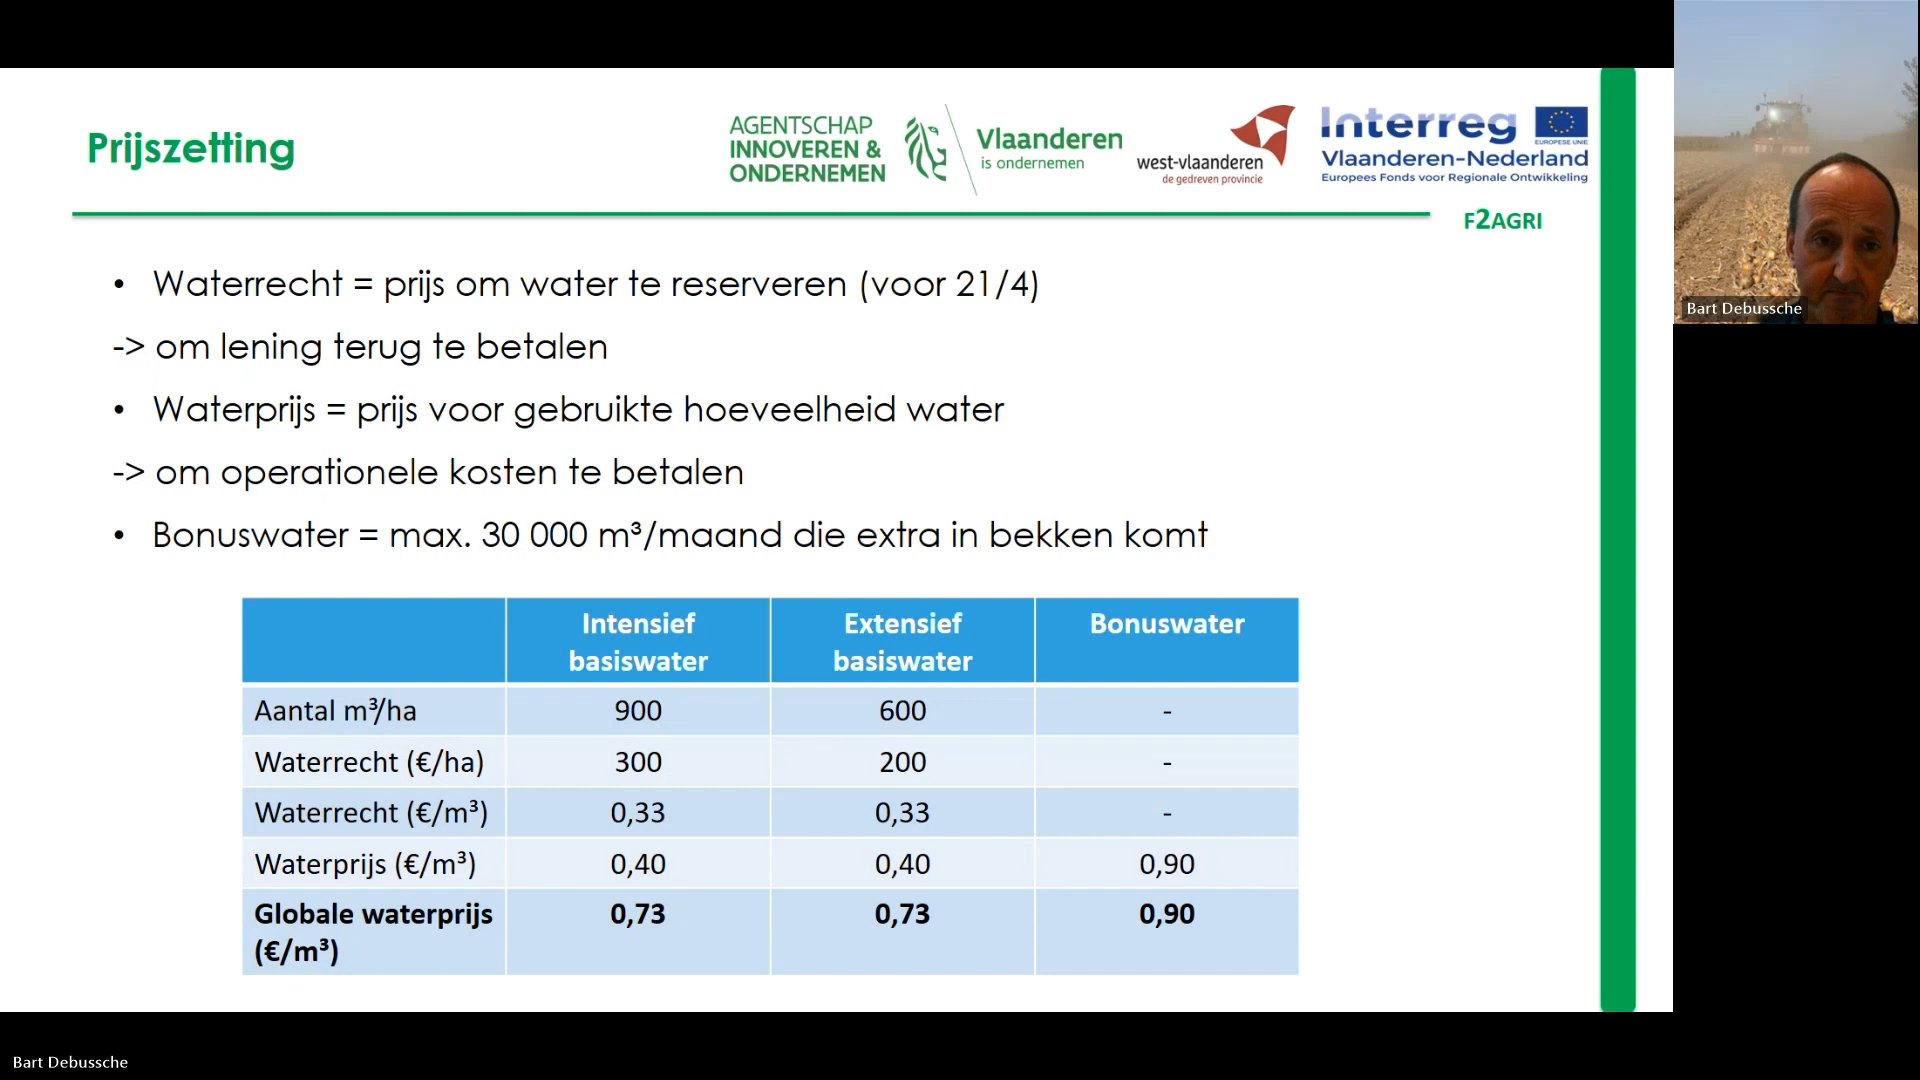 Prijszetting
AGENTSCHAP
INNOVEREN &
ONDERNEMEN
Vlaanderen
is ondernemen
west-vlaanderen
de gedreven provincie
Interreg
EUROPESE UNIE
Vlaanderen-Nederland
Europees Fonds voor Regionale Ontwikkeling
F2AGRI
• Waterrecht = prijs om water te reserveren (voor 21/4)
-> om lening terug te betalen
• Waterprijs = prijs voor gebruikte hoeveelheid water
-> om operationele kosten te betalen
• Bonuswater = max. 30 000 m³/maand die extra in bekken komt
Intensief basiswater Extensief basiswater Bonuswater
Aantal m³/ha 900 600 -
Waterrecht (€/ha) 300 200 -
Waterrecht (€/m³) 0,33 0,33 -
Waterprijs (€/m³) 0,40 0,40 0,90
Globale waterprijs (€/m³) 0,73 0,73 0,90
Bart Debussche
Bart Debussche